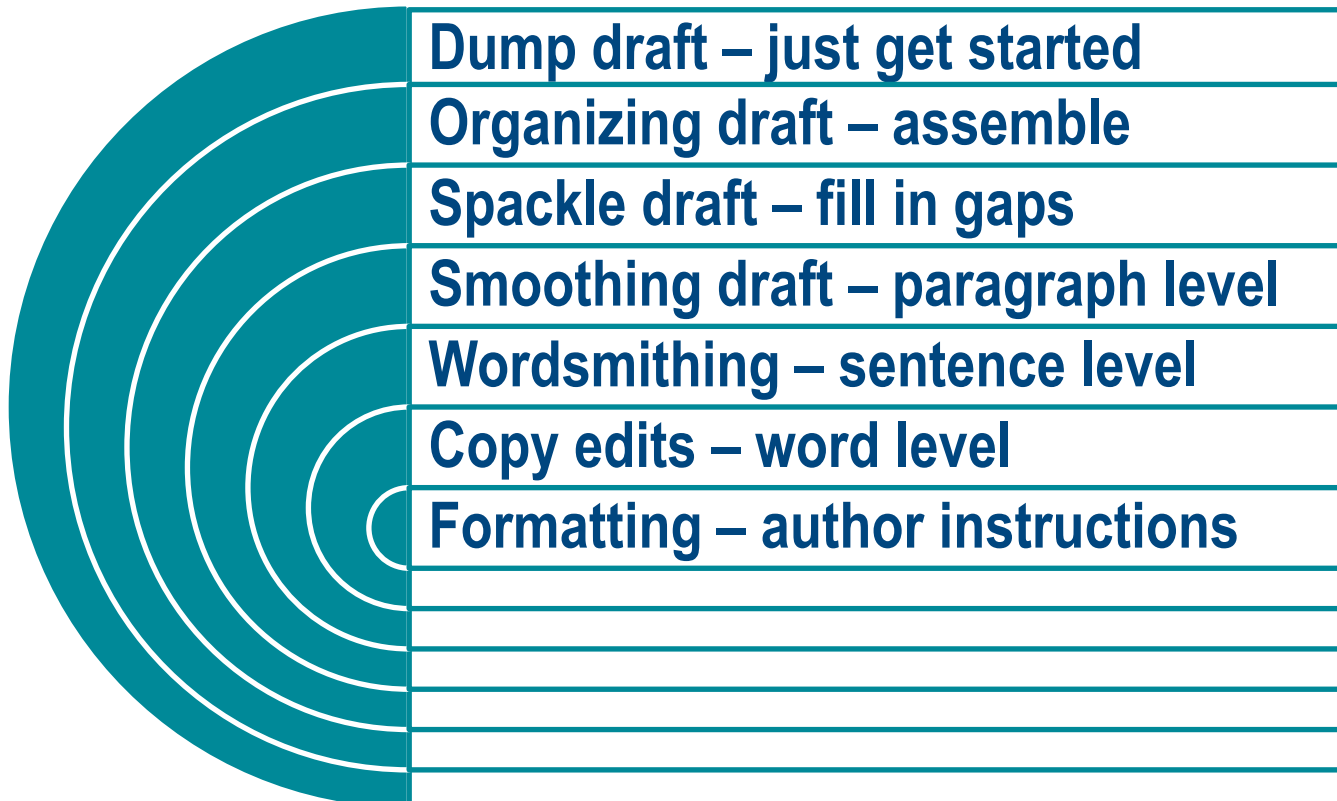 Dump draft – just get started
Organizing draft – assemble
Spackle draft – fill in gaps
Smoothing draft – paragraph level
Wordsmithing – sentence level
Copy edits – word level
Formatting – author instructions